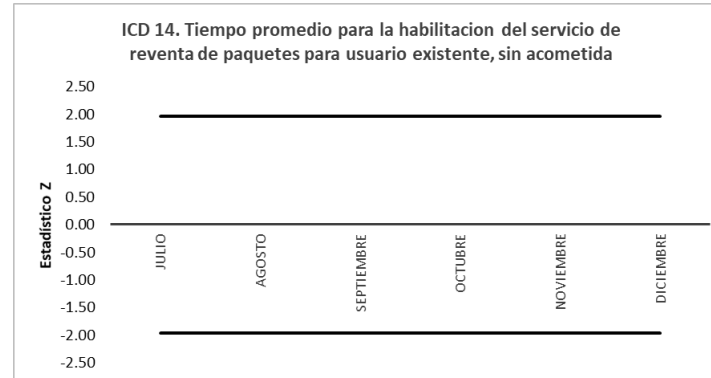 ICD 14. Tiempo promedio para la habilitacion del servicio de
reventa de paquetes para usuario existente, sin acometida
Estadístico Z
2.50
2.00
1.50
1.00
0.50
0.00
-0.50
-1.00
-1.50
-2.00
-2.50
JULIO
AGOSTO
SEPTIEMBRE
OCTUBRE
NOVIEMBRE
DICIEMBRE